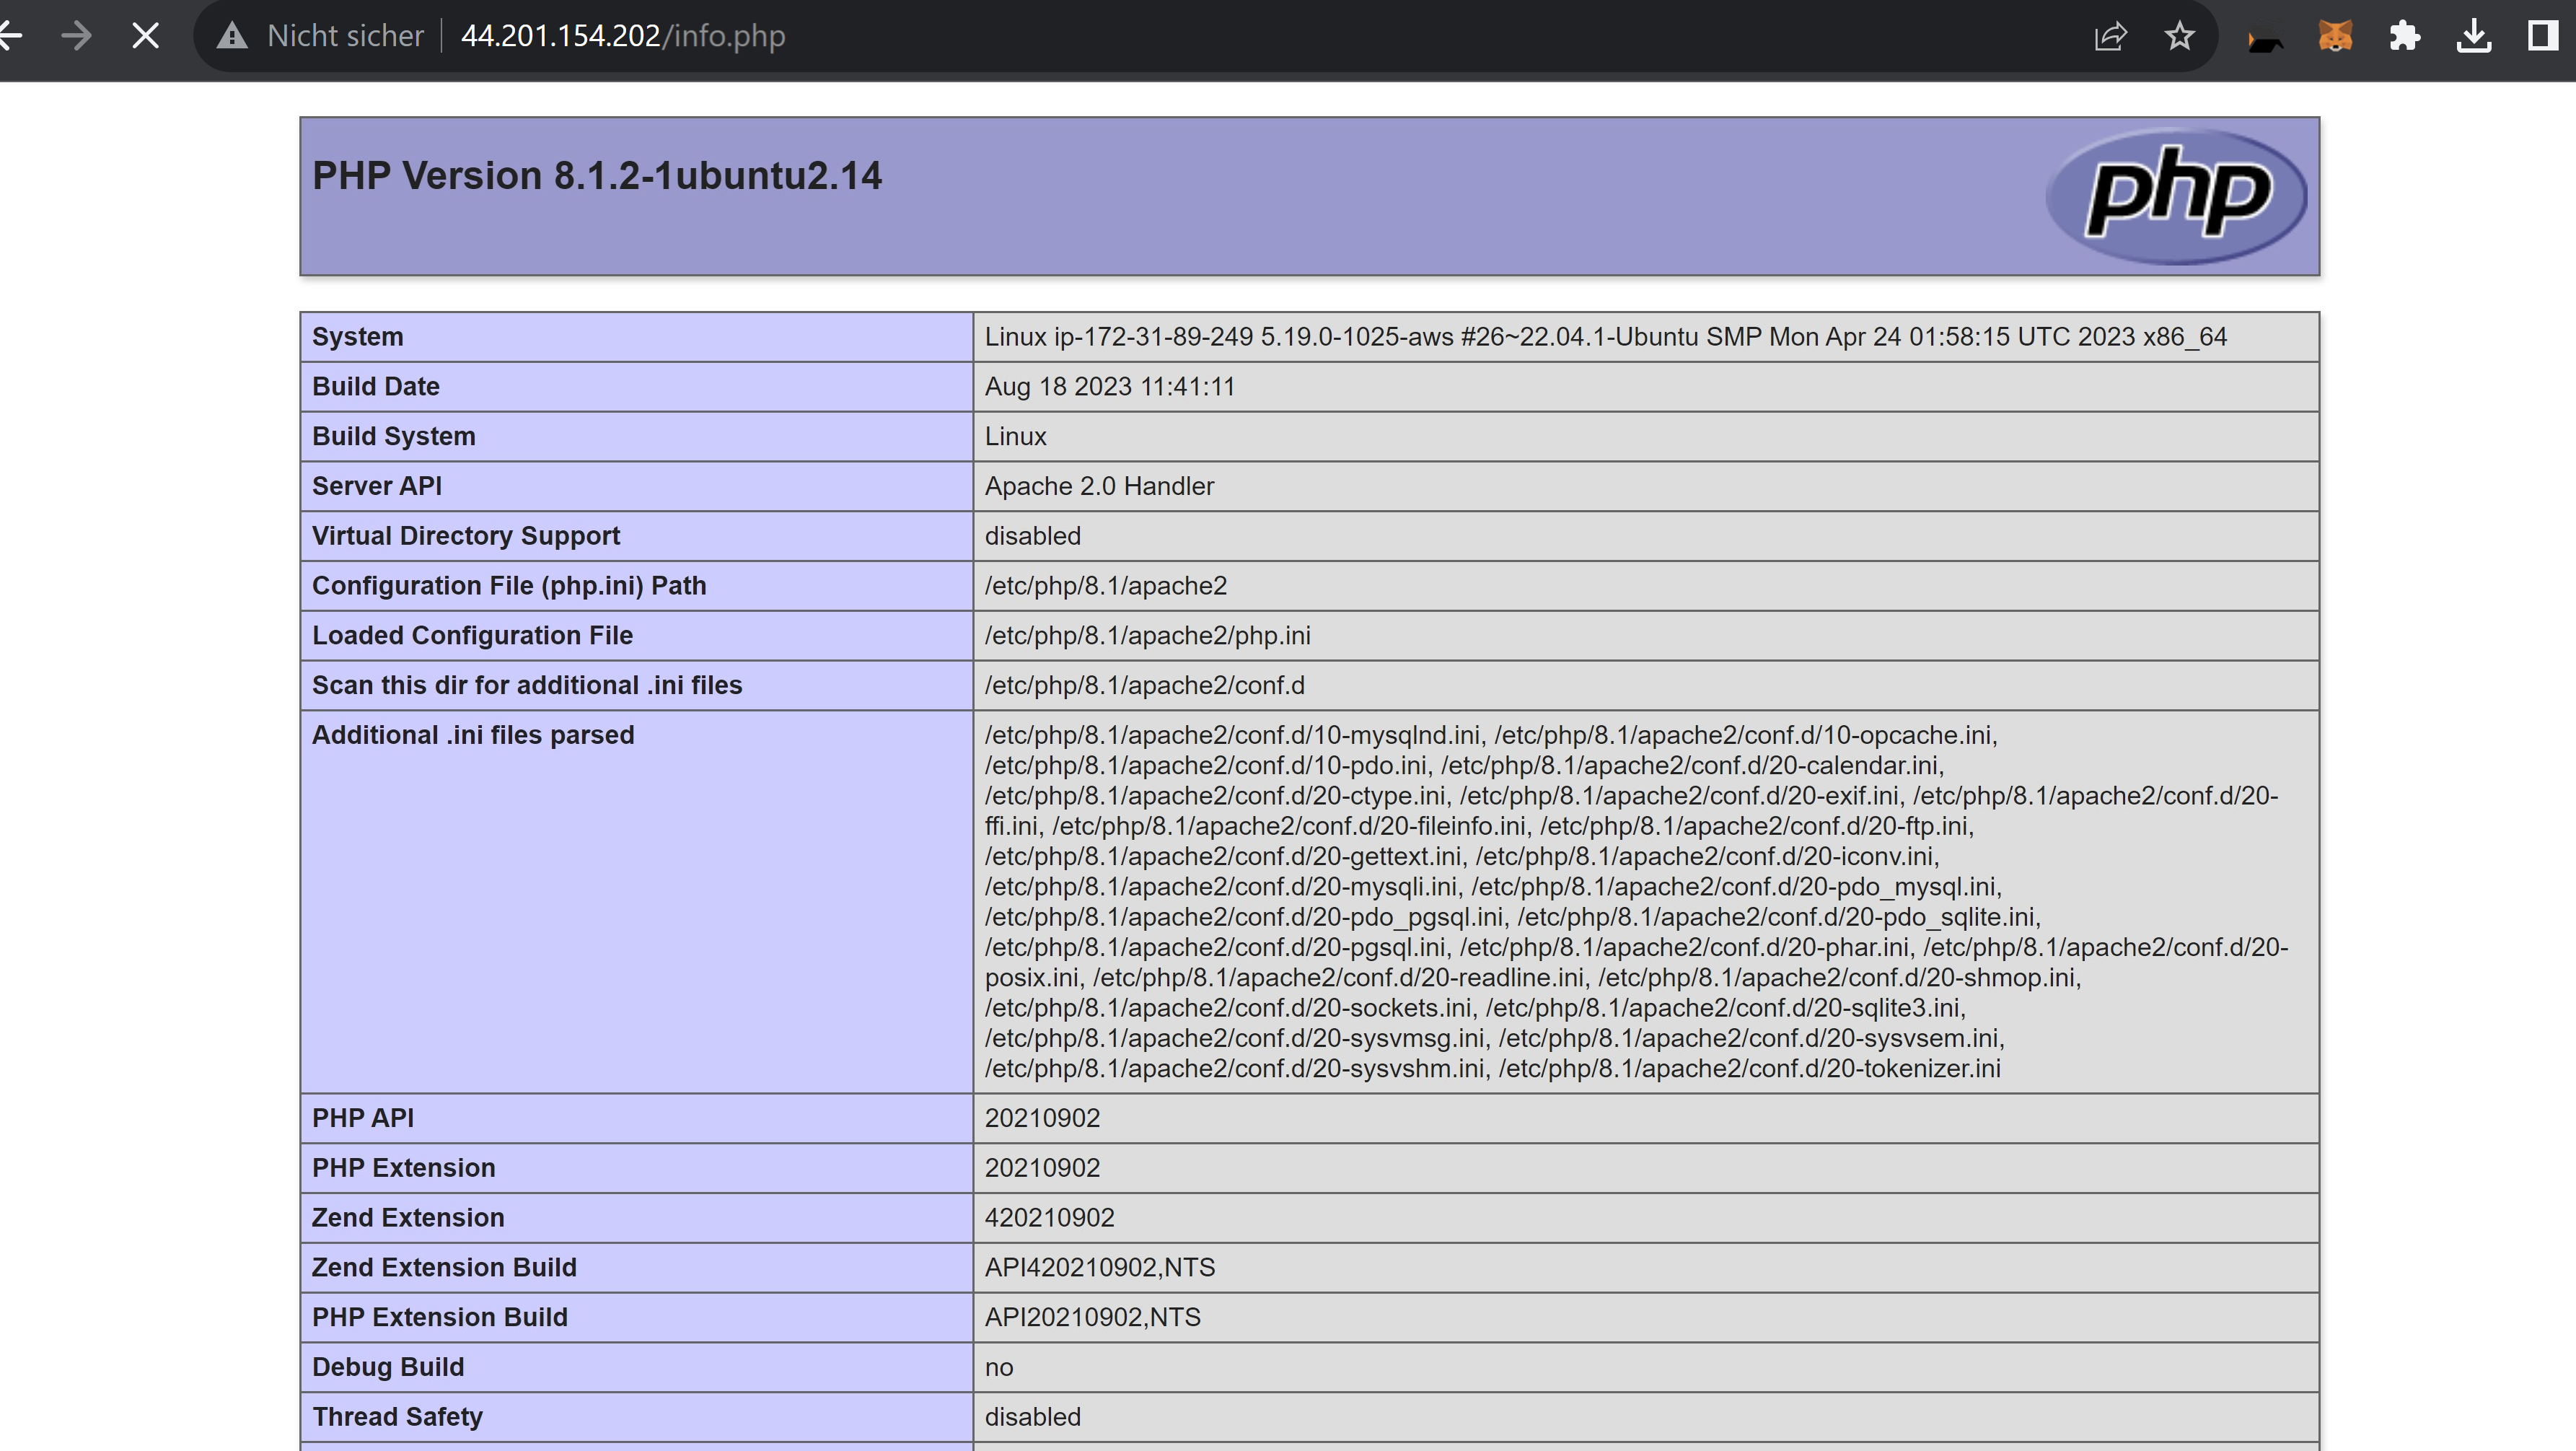 Nicht sicher 44.201.154.202/info.php
PHP Version 8.1.2-1ubuntu2.14
php
System Linux ip-172-31-89-249 5.19.0-1025-aws #26~22.04.1-Ubuntu SMP Mon Apr 24 01:58:15 UTC 2023 x86_64
Build Date Aug 18 2023 11:41:11
Build System Linux
Server API Apache 2.0 Handler
Virtual Directory Support disabled
Configuration File (php.ini) Path /etc/php/8.1/apache2
Loaded Configuration File /etc/php/8.1/apache2/php.ini
Scan this dir for additional .ini files /etc/php/8.1/apache2/conf.d
Additional .ini files parsed /etc/php/8.1/apache2/conf.d/10-mysqlnd.ini, /etc/php/8.1/apache2/conf.d/10-opcache.ini,
/etc/php/8.1/apache2/conf.d/10-pdo.ini, /etc/php/8.1/apache2/conf.d/20-calendar.ini,
/etc/php/8.1/apache2/conf.d/20-ctype.ini, /etc/php/8.1/apache2/conf.d/20-exif.ini, /etc/php/8.1/apache2/conf.d/20-
ffi.ini, /etc/php/8.1/apache2/conf.d/20-fileinfo.ini, /etc/php/8.1/apache2/conf.d/20-ftp.ini,
/etc/php/8.1/apache2/conf.d/20-gettext.ini, /etc/php/8.1/apache2/conf.d/20-iconv.ini,
/etc/php/8.1/apache2/conf.d/20-mysqli.ini, /etc/php/8.1/apache2/conf.d/20-pdo_mysql.ini,
/etc/php/8.1/apache2/conf.d/20-pdo_pgsql.ini, /etc/php/8.1/apache2/conf.d/20-pdo_sqlite.ini,
/etc/php/8.1/apache2/conf.d/20-pgsql.ini, /etc/php/8.1/apache2/conf.d/20-phar.ini, /etc/php/8.1/apache2/conf.d/20-
posix.ini, /etc/php/8.1/apache2/conf.d/20-readline.ini, /etc/php/8.1/apache2/conf.d/20-shmop.ini,
/etc/php/8.1/apache2/conf.d/20-sockets.ini, /etc/php/8.1/apache2/conf.d/20-sqlite3.ini,
/etc/php/8.1/apache2/conf.d/20-sysvmsg.ini, /etc/php/8.1/apache2/conf.d/20-sysvsem.ini,
/etc/php/8.1/apache2/conf.d/20-sysvshm.ini, /etc/php/8.1/apache2/conf.d/20-tokenizer.ini
PHP API 20210902
PHP Extension 20210902
Zend Extension 420210902
Zend Extension Build API420210902,NTS
PHP Extension Build API20210902,NTS
Debug Build no
Thread Safety disabled